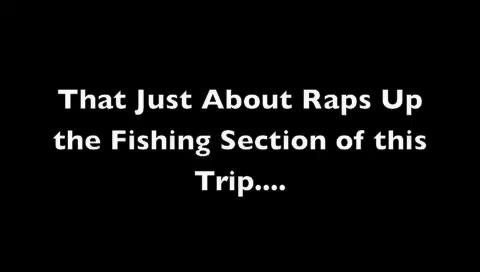 That Just About Raps Up
the Fishing Section of this
Trip....